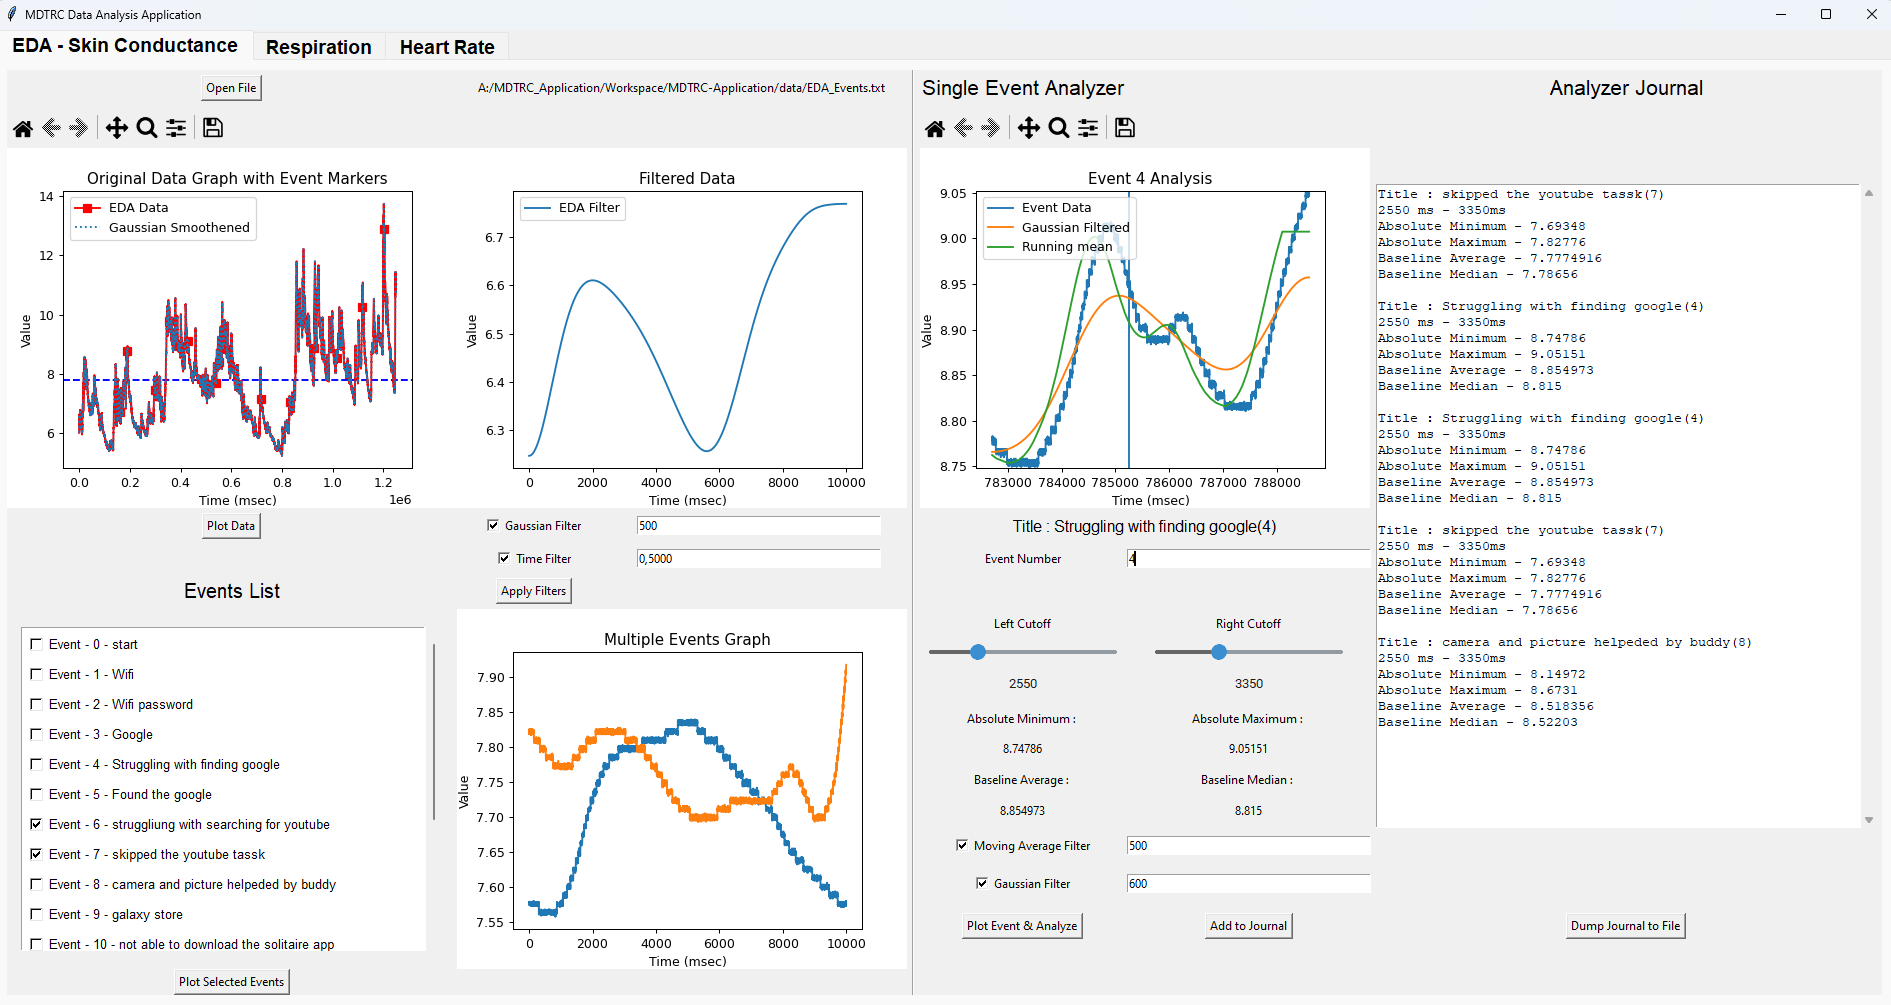 MDTRC Data Analysis Application
EDA - Skin Conductance
Respiration
Heart Rate
Open File
A:/MDTRC_Application/Workspace/MDTRC-Application/data/EDA_Events.txt
Original Data Graph with Event Markers
EDA Data
Gaussian Smoothened
Value
14
12
10
8
6
0.0 0.2 0.4 0.6 0.8 1.0 1.2
1e6
Time (msec)
Plot Data
Filtered Data
EDA Filter
Value
6.7
6.6
6.5
6.4
6.3
0 2000 4000 6000 8000 10000
Time (msec)
Gaussian Filter
500
Time Filter
0,5000
Apply Filters
Events List
Event - 0 - start
Event - 1 - Wifi
Event - 2 - Wifi password
Event - 3 - Google
Event - 4 - Struggling with finding google
Event - 5 - Found the google
Event - 6 - struggliung with searching for youtube
Event - 7 - skipped the youtube tassk
Event - 8 - camera and picture helpeded by buddy
Event - 9 - galaxy store
Event - 10 - not able to download the solitaire app
Plot Selected Events
Multiple Events Graph
Value
7.90
7.85
7.80
7.75
7.70
7.65
7.60
7.55
0 2000 4000 6000 8000 10000
Time (msec)
Single Event Analyzer
Event 4 Analysis
Event Data
Gaussian Filtered
Running mean
Value
9.05
9.00
8.95
8.90
8.85
8.80
8.75
783000 784000 785000 786000 787000 788000
Time (msec)
Title : Struggling with finding google(4)
Event Number
4
Left Cutoff
Right Cutoff
2550
3350
Absolute Minimum :
Absolute Maximum :
8.74786
9.05151
Baseline Average :
Baseline Median :
8.854973
8.815
Moving Average Filter
500
Gaussian Filter
600
Plot Event & Analyze
Add to Journal
Analyzer Journal
Title : skipped the youtube tassk(7)
2550 ms - 3350ms
Absolute Minimum - 7.69348
Absolute Maximum - 7.82776
Baseline Average - 7.7774916
Baseline Median - 7.78656
Title : Struggling with finding google(4)
2550 ms - 3350ms
Absolute Minimum - 8.74786
Absolute Maximum - 9.05151
Baseline Average - 8.854973
Baseline Median - 8.815
Title : Struggling with finding google(4)
2550 ms - 3350ms
Absolute Minimum - 8.74786
Absolute Maximum - 9.05151
Baseline Average - 8.854973
Baseline Median - 8.815
Title : skipped the youtube tassk(7)
2550 ms - 3350ms
Absolute Minimum - 7.69348
Absolute Maximum - 7.82776
Baseline Average - 7.7774916
Baseline Median - 7.78656
Title : camera and picture helpeded by buddy(8)
2550 ms - 3350ms
Absolute Minimum - 8.14972
Absolute Maximum - 8.6731
Baseline Average - 8.518356
Baseline Median - 8.52203
Dump Journal to File